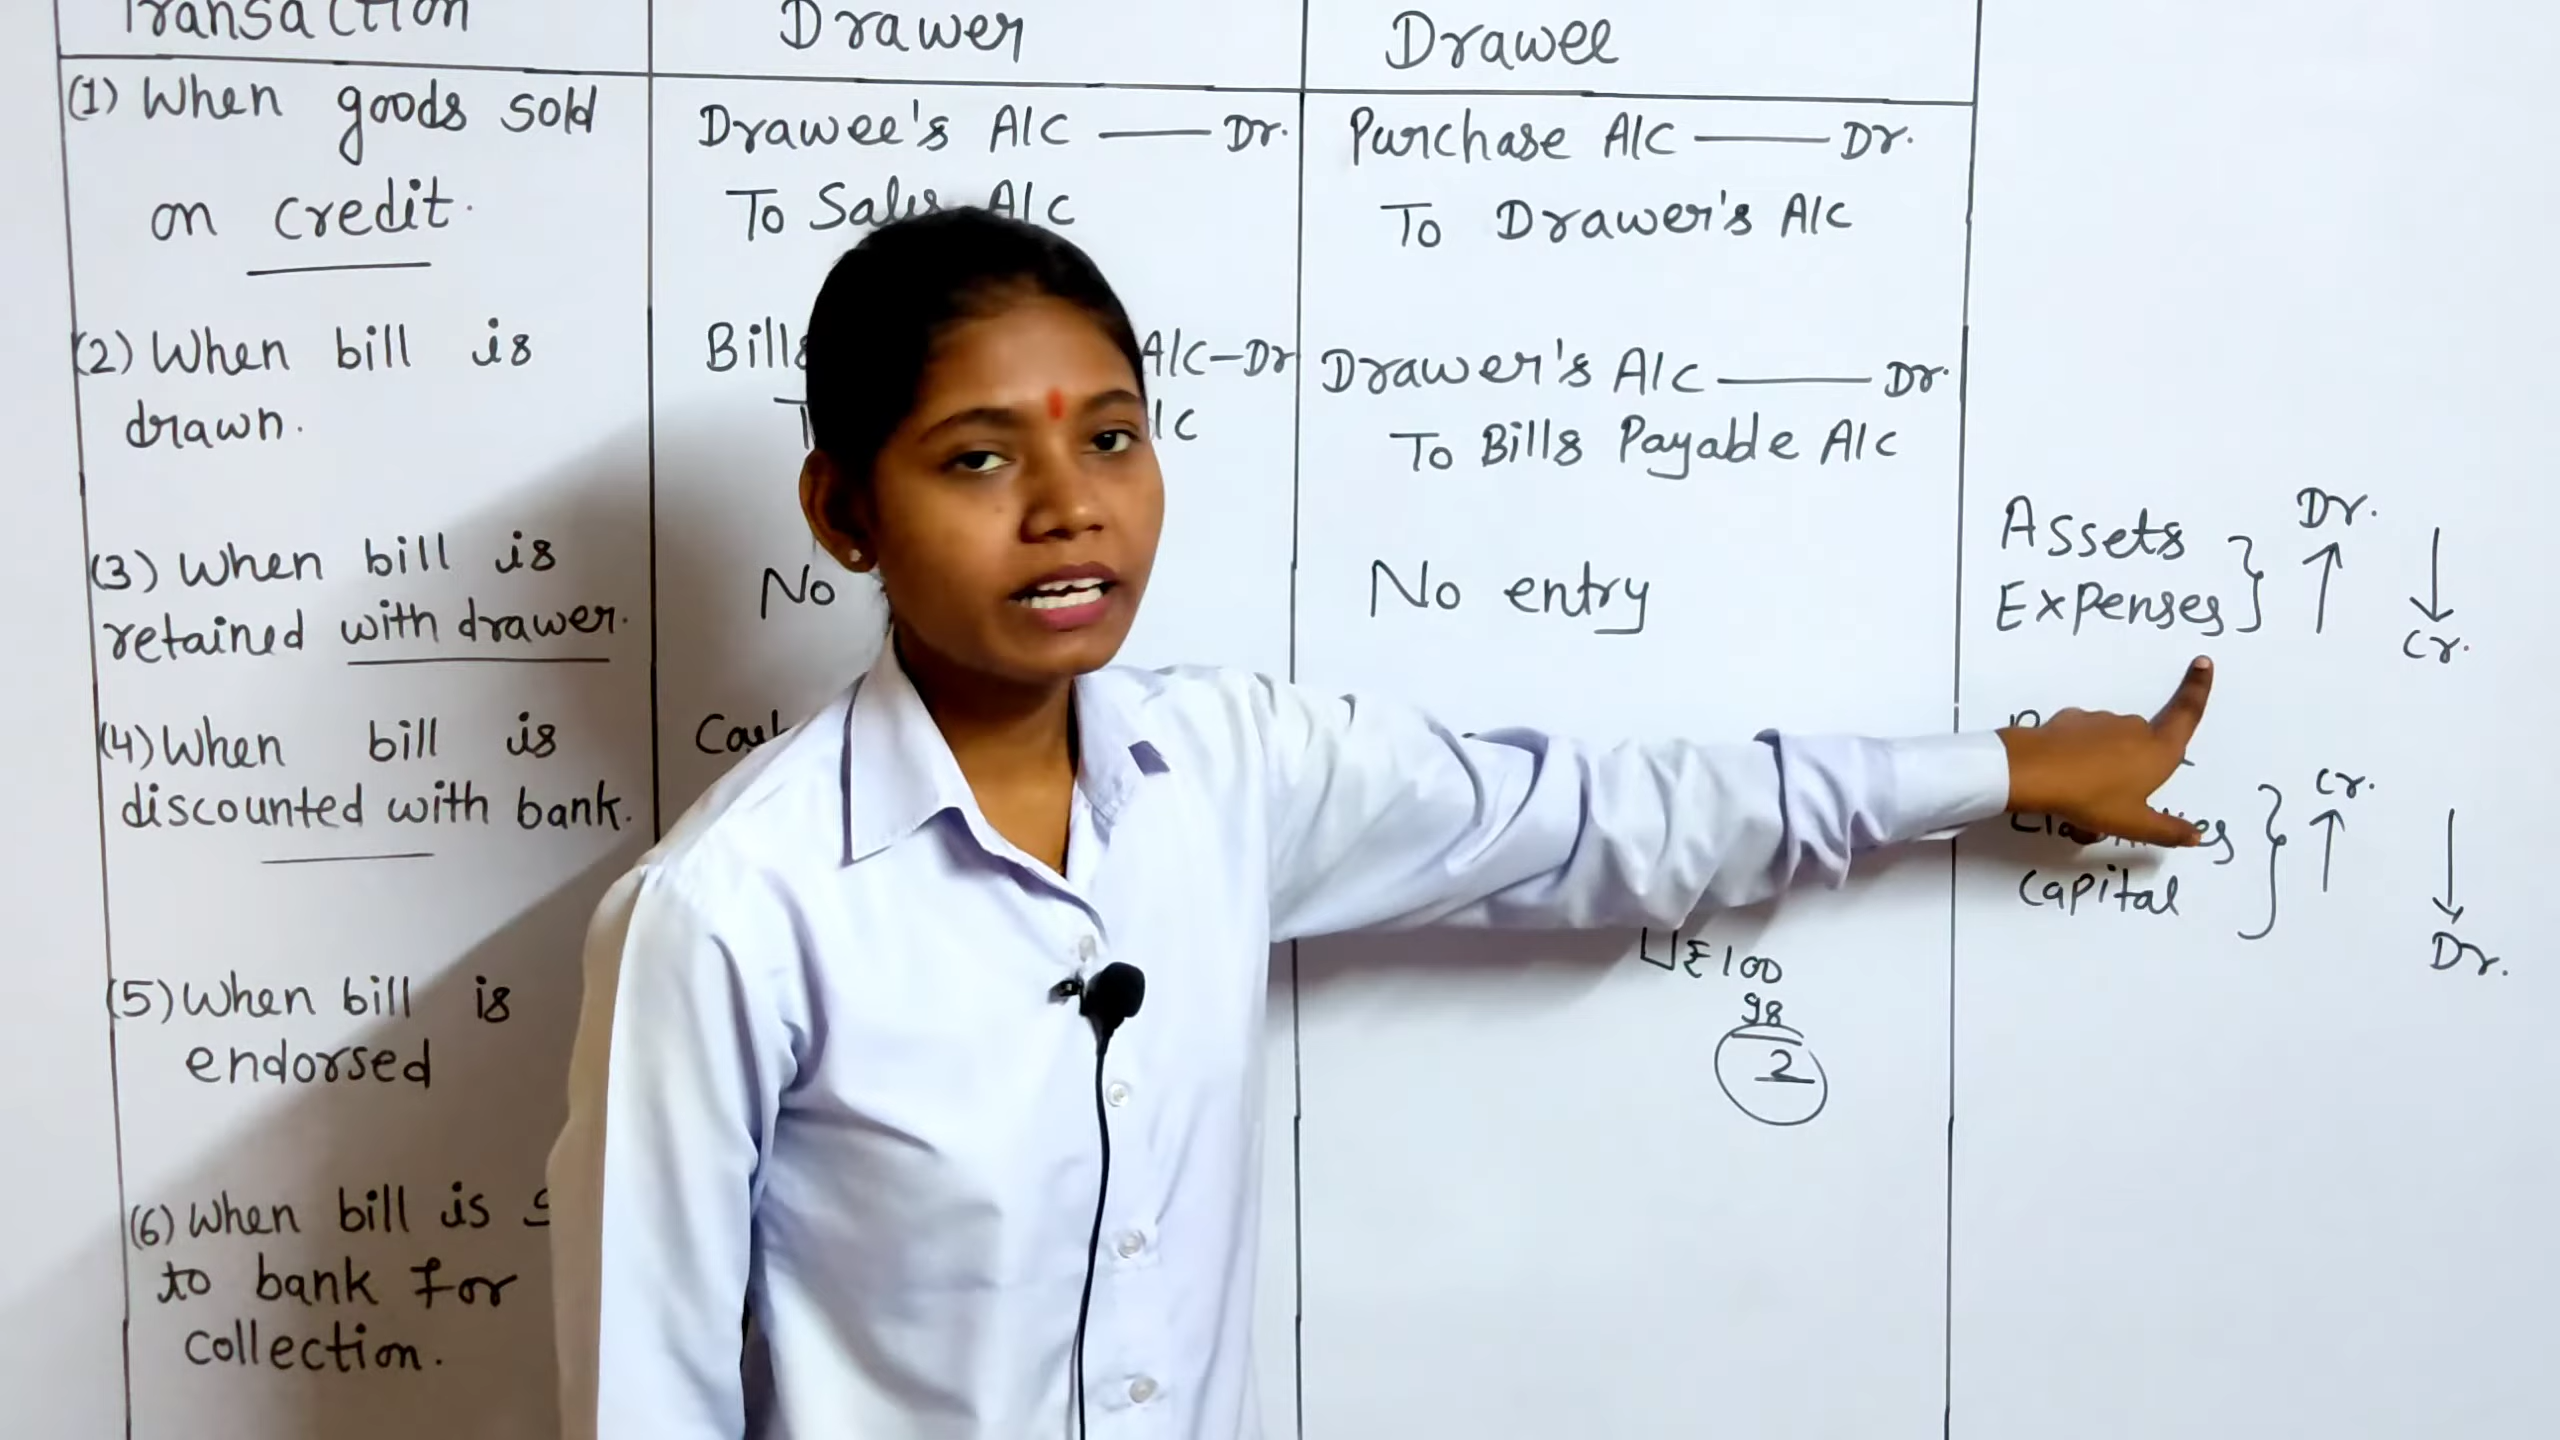 Transaction
Drawer
Drawee
(1) When goods sold
on credit.
Drawee's A/C —— Dr.
To Sales A/C
Purchase A/C —— Dr.
To Drawer's A/C
(2) When bill is
drawn.
Bills A/C-Dr
Drawer's A/C —— Dr.
To Bills Payable A/C
(3) When bill is
retained with drawer.
No
No entry
(4) When bill is
discounted with bank.
(5) When bill is
endorsed
(6) When bill is
to bank for
collection.
₹100
98
2
Assets
Expenses
Dr.
↑
↓
Cr.
Liabilities
Capital
Cr.
↑
↓
Dr.